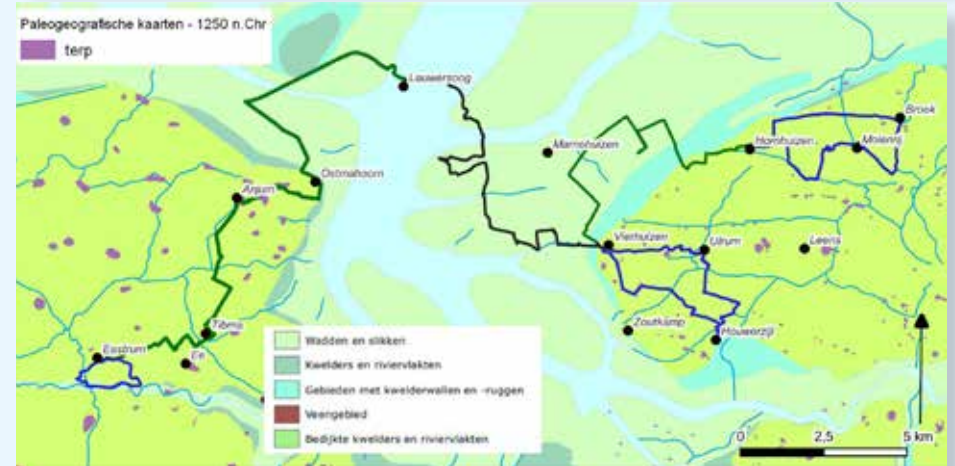 Paleogeografische kaarten - 1250 n.Chr
terp
Lauwersoog
Broek
Hornhuizen
Molenrij
Marnehuizen
Oostmahoorn
Anjum
Vierhuizen
Ulrum
Leens
Zoutkamp
Houwerzijl
Tibma
Ee
Eastrum
Wadden en slikken
Kwelders en riviervlakten
Gebieden met kwelderwallen en -ruggen
Veengebied
Bedijkte kwelders en riviervlakten
0 2,5 5 km